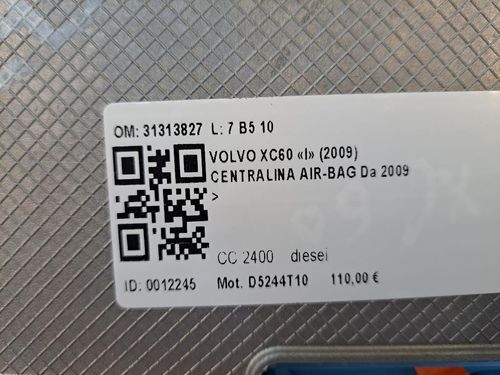 OM: 31313827 L: 7 B5 10
VOLVO XC60 «I» (2009)
CENTRALINA AIR-BAG Da 2009
>
CC 2400 diesel
ID: 0012245 Mot. D5244T10 110,00 €